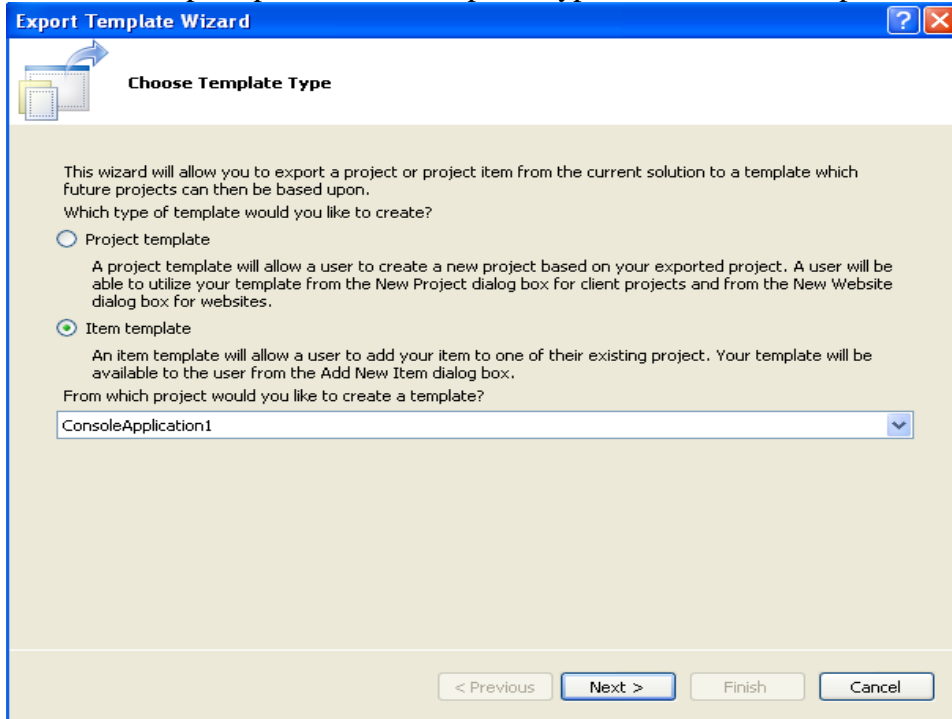 Export Template Wizard
Choose Template Type
This wizard will allow you to export a project or project item from the current solution to a template which
future projects can then be based upon.
Which type of template would you like to create?
Project template
A project template will allow a user to create a new project based on your exported project. A user will be
able to utilize your template from the New Project dialog box for client projects and from the New Website
dialog box for websites.
Item template
An item template will allow a user to add your item to one of their existing project. Your template will be
available to the user from the Add New Item dialog box.
From which project would you like to create a template?
ConsoleApplication1
< Previous Next > Finish Cancel